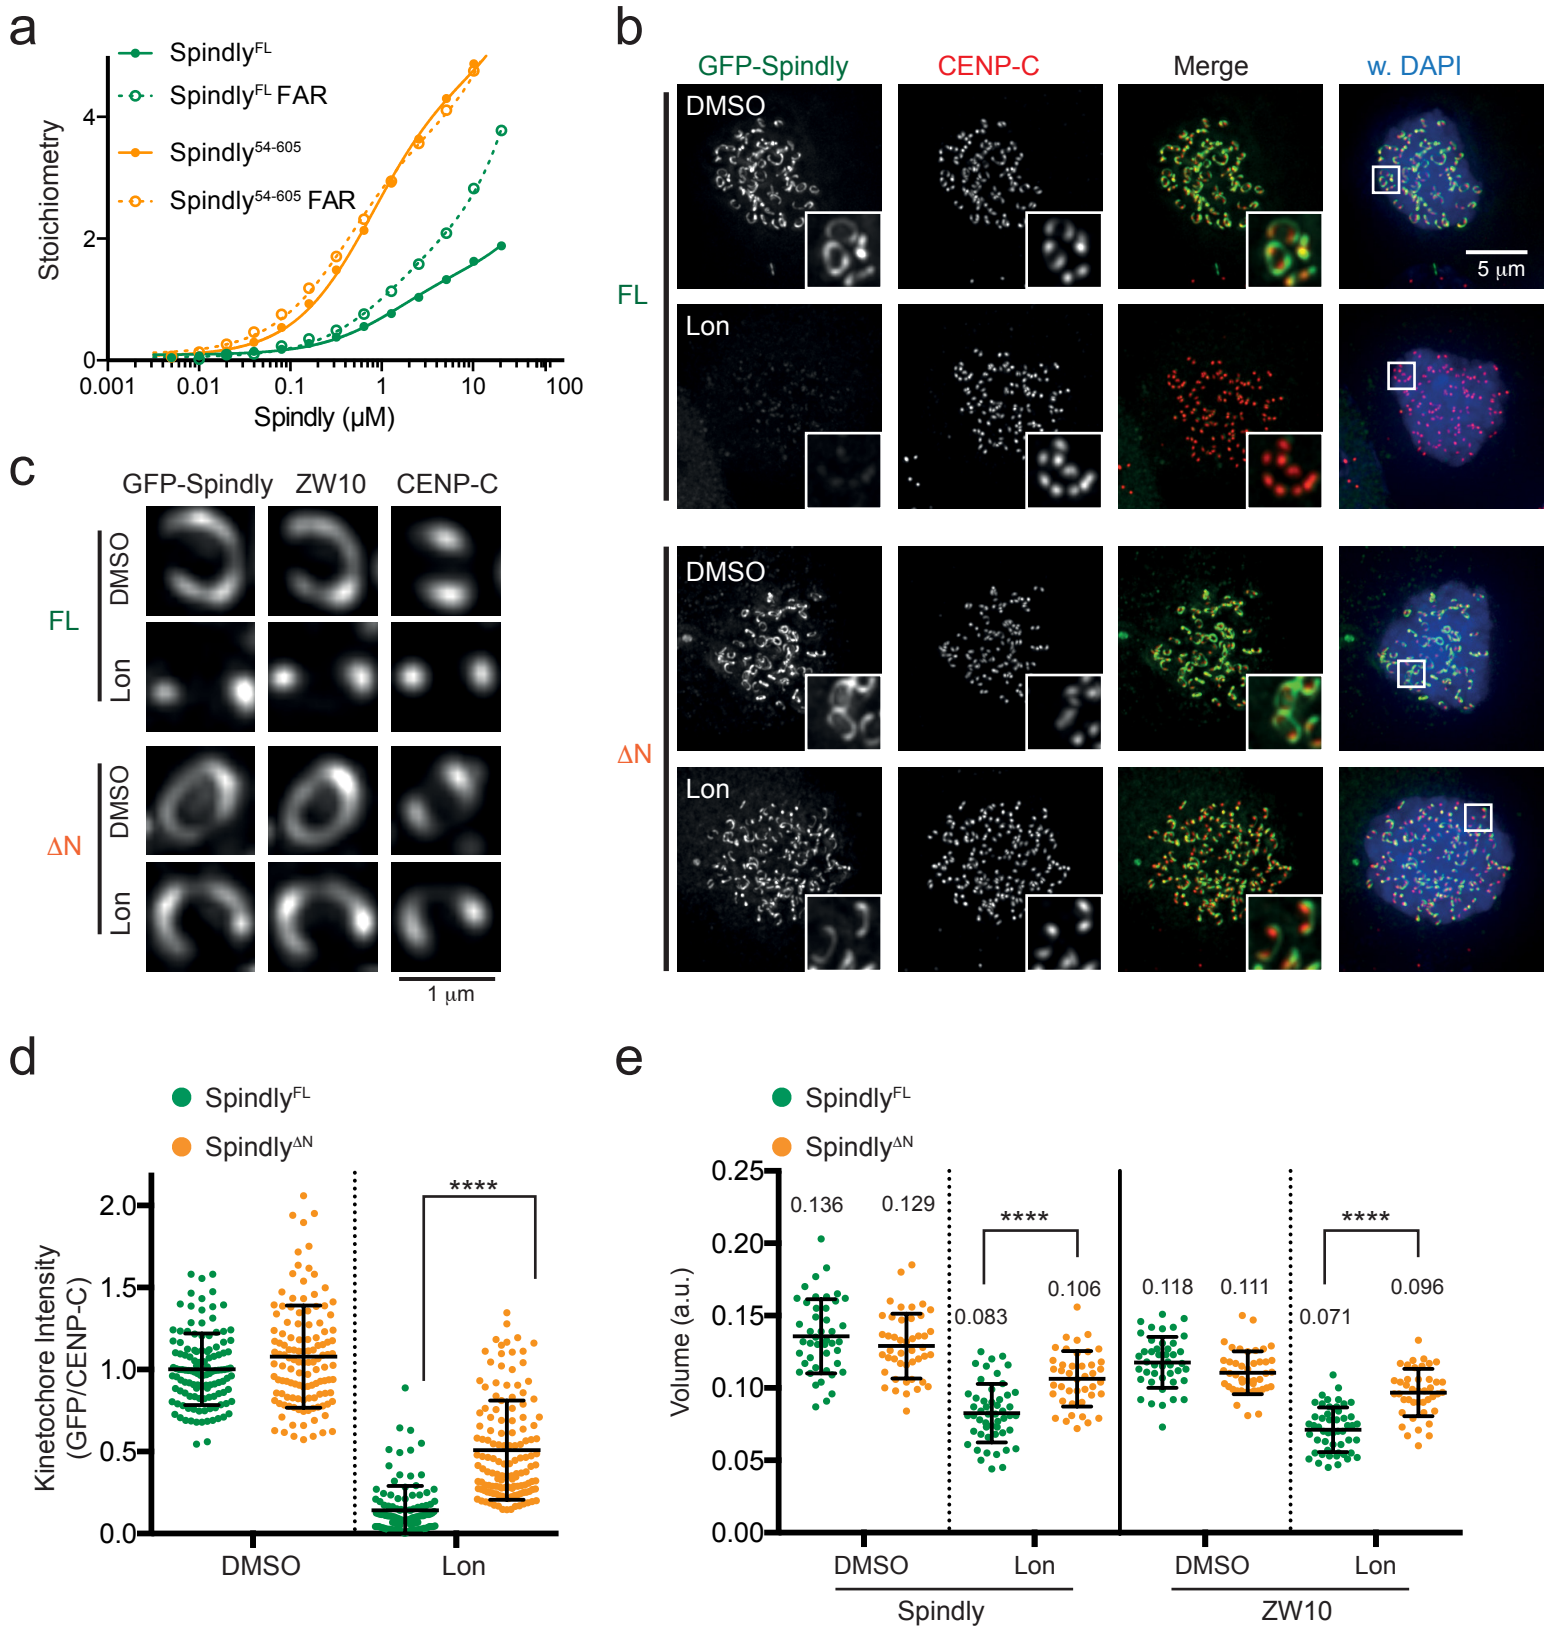 a
Spindly^FL
Spindly^FL FAR
Spindly^54-605
Spindly^54-605 FAR
Stoichiometry
4
2
0
0.001 0.01 0.1 1 10 100
Spindly (µM)
b
GFP-Spindly CENP-C Merge w. DAPI
FL
DMSO
5 µm
Lon
ΔN
DMSO
Lon
c
GFP-Spindly ZW10 CENP-C
FL
DMSO
Lon
ΔN
DMSO
Lon
1 µm
d
Spindly^FL
Spindly^ΔN
Kinetochore Intensity
(GFP/CENP-C)
2.0
1.5
1.0
0.5
0.0
****
DMSO Lon
e
Spindly^FL
Spindly^ΔN
Volume (a.u.)
0.25
0.20
0.15
0.10
0.05
0.00
0.136 0.129
**** ****
0.083 0.106 0.118 0.111 0.071 0.096
DMSO Lon DMSO Lon
Spindly ZW10